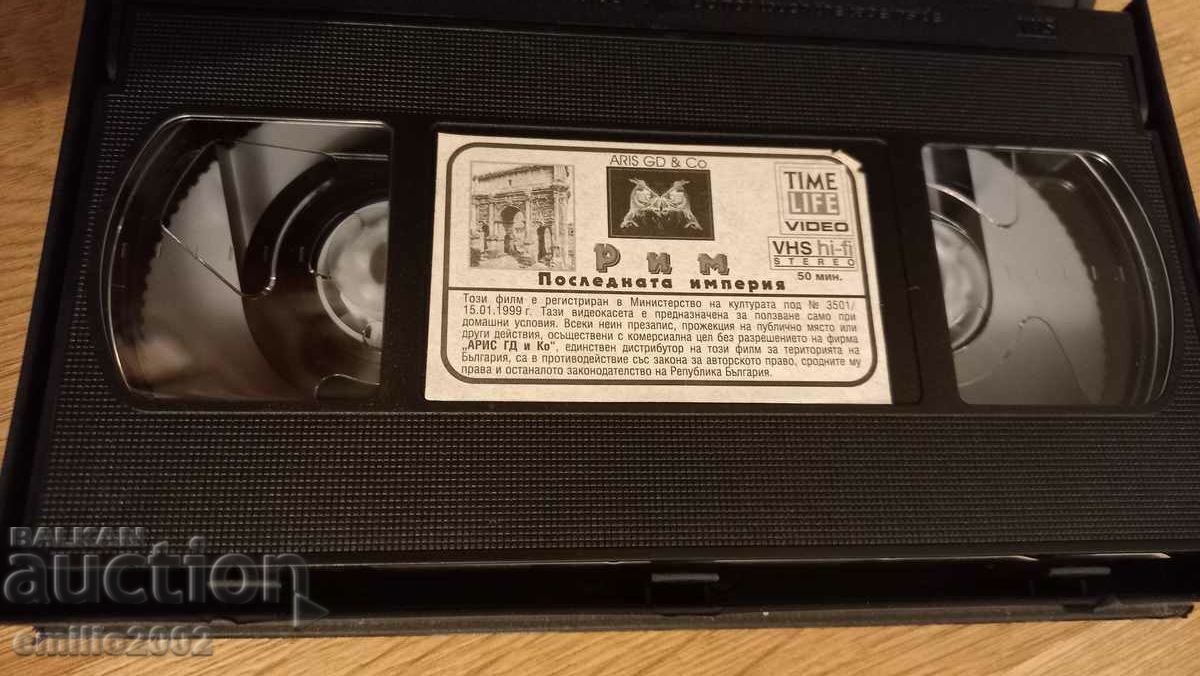 VHS
ARIS GD & Co
TIME
LIFE
VIDEO
VHS hi-fi
STEREO
50 мин.
Рим
Последната империя
Този филм е регистриран в Министерство на културата под № 3501/
15.01.1999 г. Тази видеокасета е предназначена за ползване само при
домашни условия. Всеки неин презапис, прожекция на публично място или
други действия, осъществени с комерсиална цел без разрешението на фирма
„АРИС ГД и Ко", единствен дистрибутор на този филм за територията на
България, са в противодействие със закона за авторското право, сродните му
права и останалото законодателство на Република България.
BALKAN
auction
emilio2002